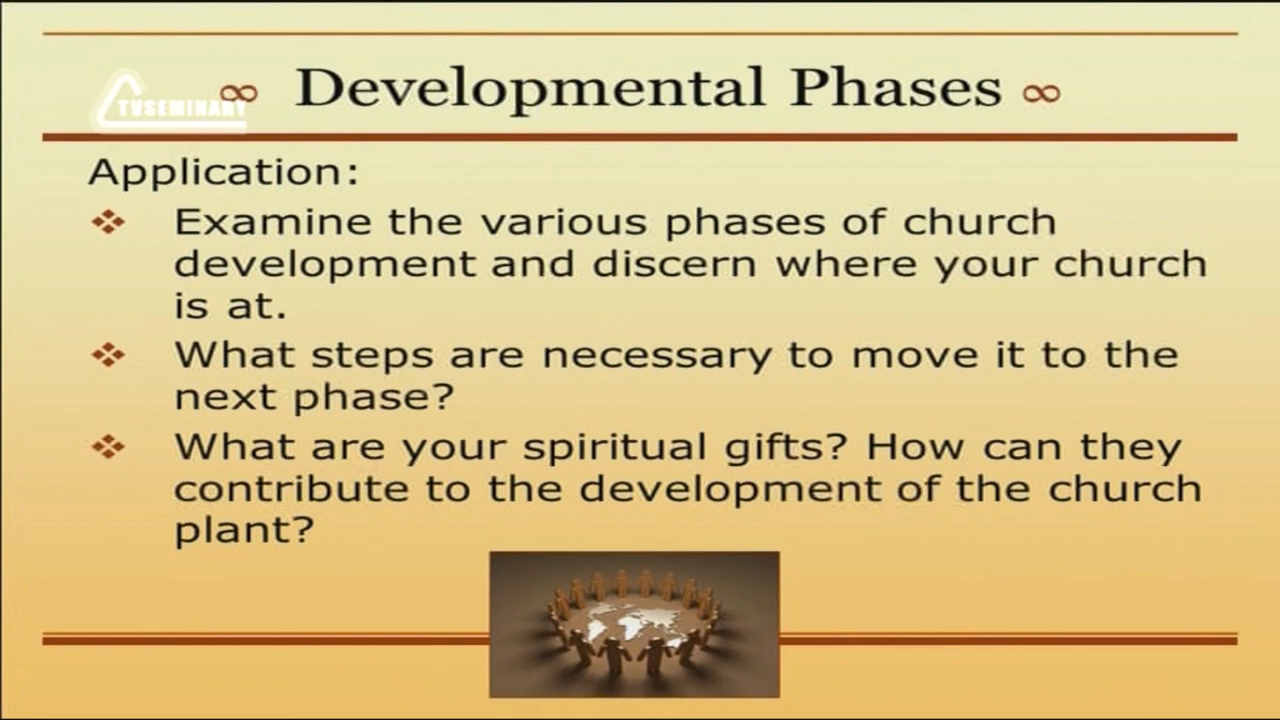 TVSEMINARY
∞ Developmental Phases ∞
Application:
❖ Examine the various phases of church
development and discern where your church
is at.
❖ What steps are necessary to move it to the
next phase?
❖ What are your spiritual gifts? How can they
contribute to the development of the church
plant?